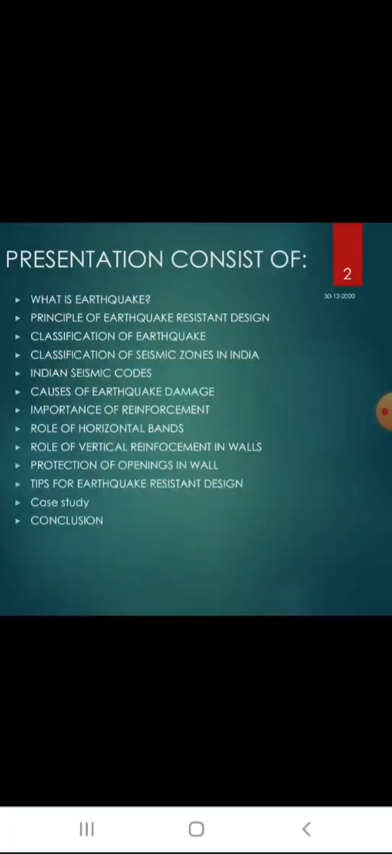 PRESENTATION CONSIST OF:
2
30-12-2020
WHAT IS EARTHQUAKE?
PRINCIPLE OF EARTHQUAKE RESISTANT DESIGN
CLASSIFICATION OF EARTHQUAKE
CLASSIFICATION OF SEISMIC ZONES IN INDIA
INDIAN SEISMIC CODES
CAUSES OF EARTHQUAKE DAMAGE
IMPORTANCE OF REINFORCEMENT
ROLE OF HORIZONTAL BANDS
ROLE OF VERTICAL REINFOCEMENT IN WALLS
PROTECTION OF OPENINGS IN WALL
TIPS FOR EARTHQUAKE RESISTANT DESIGN
Case study
CONCLUSION